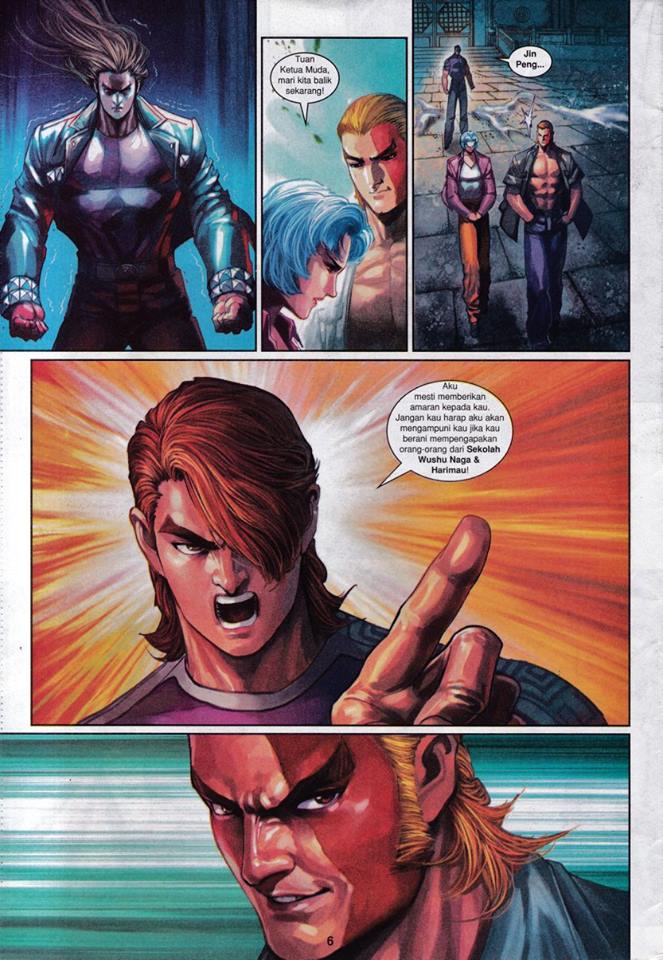 Tuan
Ketua Muda,
mari kita balik
sekarang!
Jin
Peng...
Aku
mesti memberikan
amaran kepada kau.
Jangan kau harap aku akan
mengampuni kau jika kau
berani mempengapakan
orang-orang dari Sekolah
Wushu Naga &
Harimau!
6